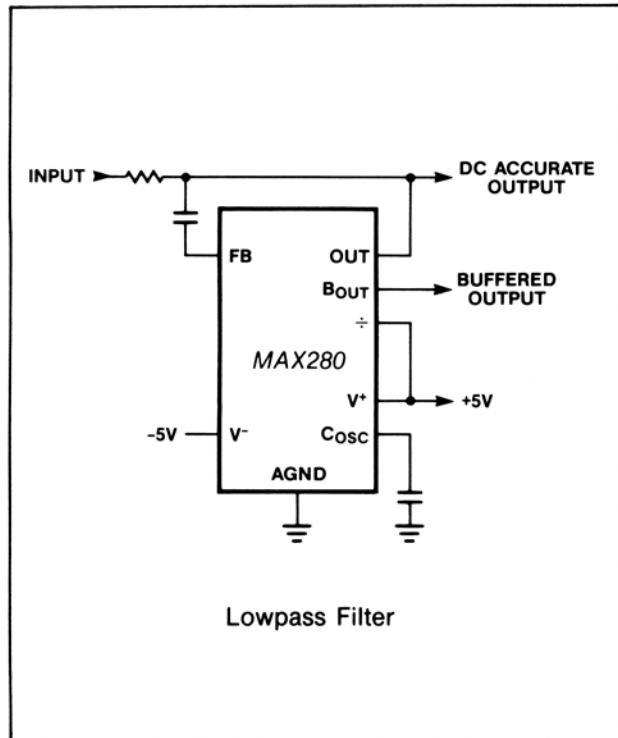 INPUT
DC ACCURATE
OUTPUT
FB
OUT
BOUT
BUFFERED
OUTPUT
÷
MAX280
V+
+5V
-5V
V-
COSC
AGND
Lowpass Filter